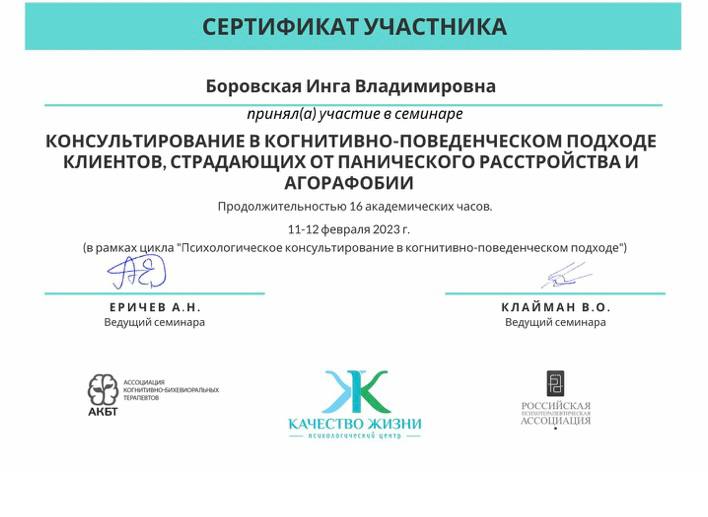 СЕРТИФИКАТ УЧАСТНИКА
Боровская Инга Владимировна
принял(а) участие в семинаре
КОНСУЛЬТИРОВАНИЕ В КОГНИТИВНО-ПОВЕДЕНЧЕСКОМ ПОДХОДЕ
КЛИЕНТОВ, СТРАДАЮЩИХ ОТ ПАНИЧЕСКОГО РАССТРОЙСТВА И
АГОРАФОБИИ
Продолжительностью 16 академических часов.
11-12 февраля 2023 г.
(в рамках цикла "Психологическое консультирование в когнитивно-поведенческом подходе")
ЕРИЧЕВ А.Н.
Ведущий семинара
КЛАЙМАН В.О.
Ведущий семинара
АКБТ
АССОЦИАЦИЯ
КОГНИТИВНО-БИХЕВИОРАЛЬНЫХ
ТЕРАПЕВТОВ
КАЧЕСТВО ЖИЗНИ
психологический центр
РОССИЙСКАЯ
ПСИХОТЕРАПЕВТИЧЕСКАЯ
АССОЦИАЦИЯ